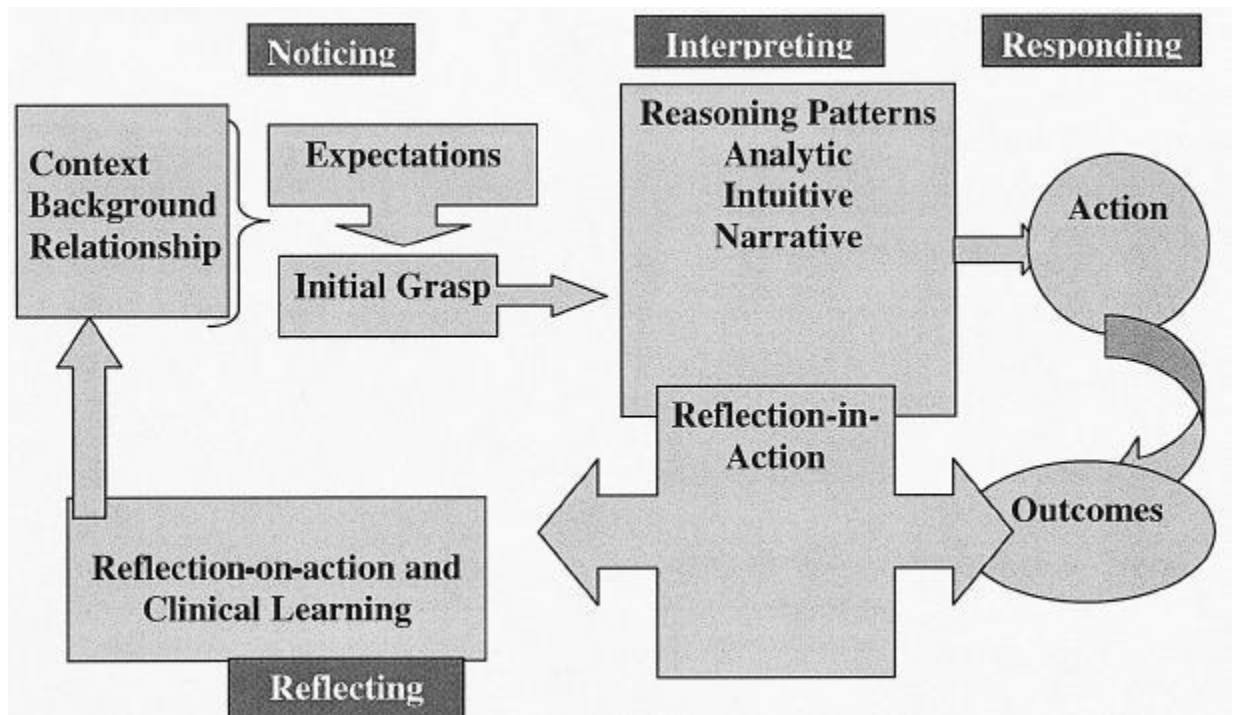 Noticing
Interpreting
Responding
Context
Background
Relationship
Expectations
Initial Grasp
Reasoning Patterns
Analytic
Intuitive
Narrative
Action
Reflection-in-
Action
Outcomes
Reflection-on-action and
Clinical Learning
Reflecting